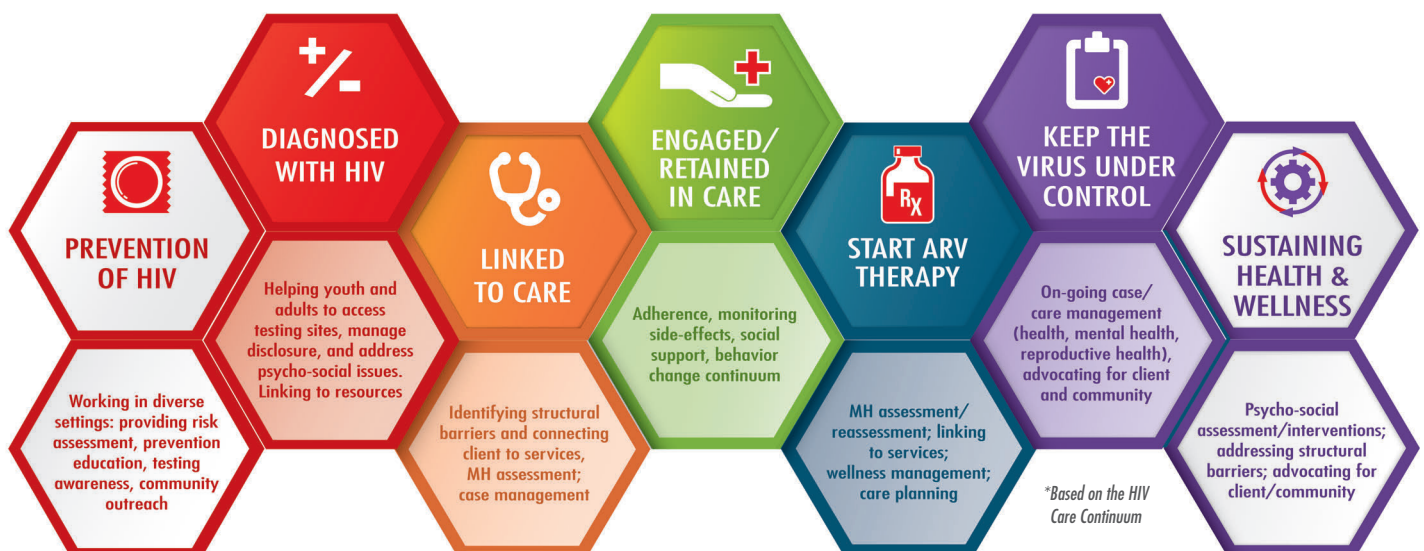 PREVENTION
OF HIV
Working in diverse
settings: providing risk
assessment, prevention
education, testing
awareness, community
outreach
+/-
DIAGNOSED
WITH HIV
Helping youth and
adults to access
testing sites, manage
disclosure, and address
psycho-social issues.
Linking to resources
LINKED
TO CARE
Identifying structural
barriers and connecting
client to services,
MH assessment;
case management
ENGAGED/
RETAINED
IN CARE
Adherence, monitoring
side-effects, social
support, behavior
change continuum
Rx
START ARV
THERAPY
MH assessment/
reassessment; linking
to services;
wellness management;
care planning
KEEP THE
VIRUS UNDER
CONTROL
On-going case/
care management
(health, mental health,
reproductive health),
advocating for client
and community
SUSTAINING
HEALTH &
WELLNESS
Psycho-social
assessment/interventions;
addressing structural
barriers; advocating for
client/community
*Based on the HIV
Care Continuum